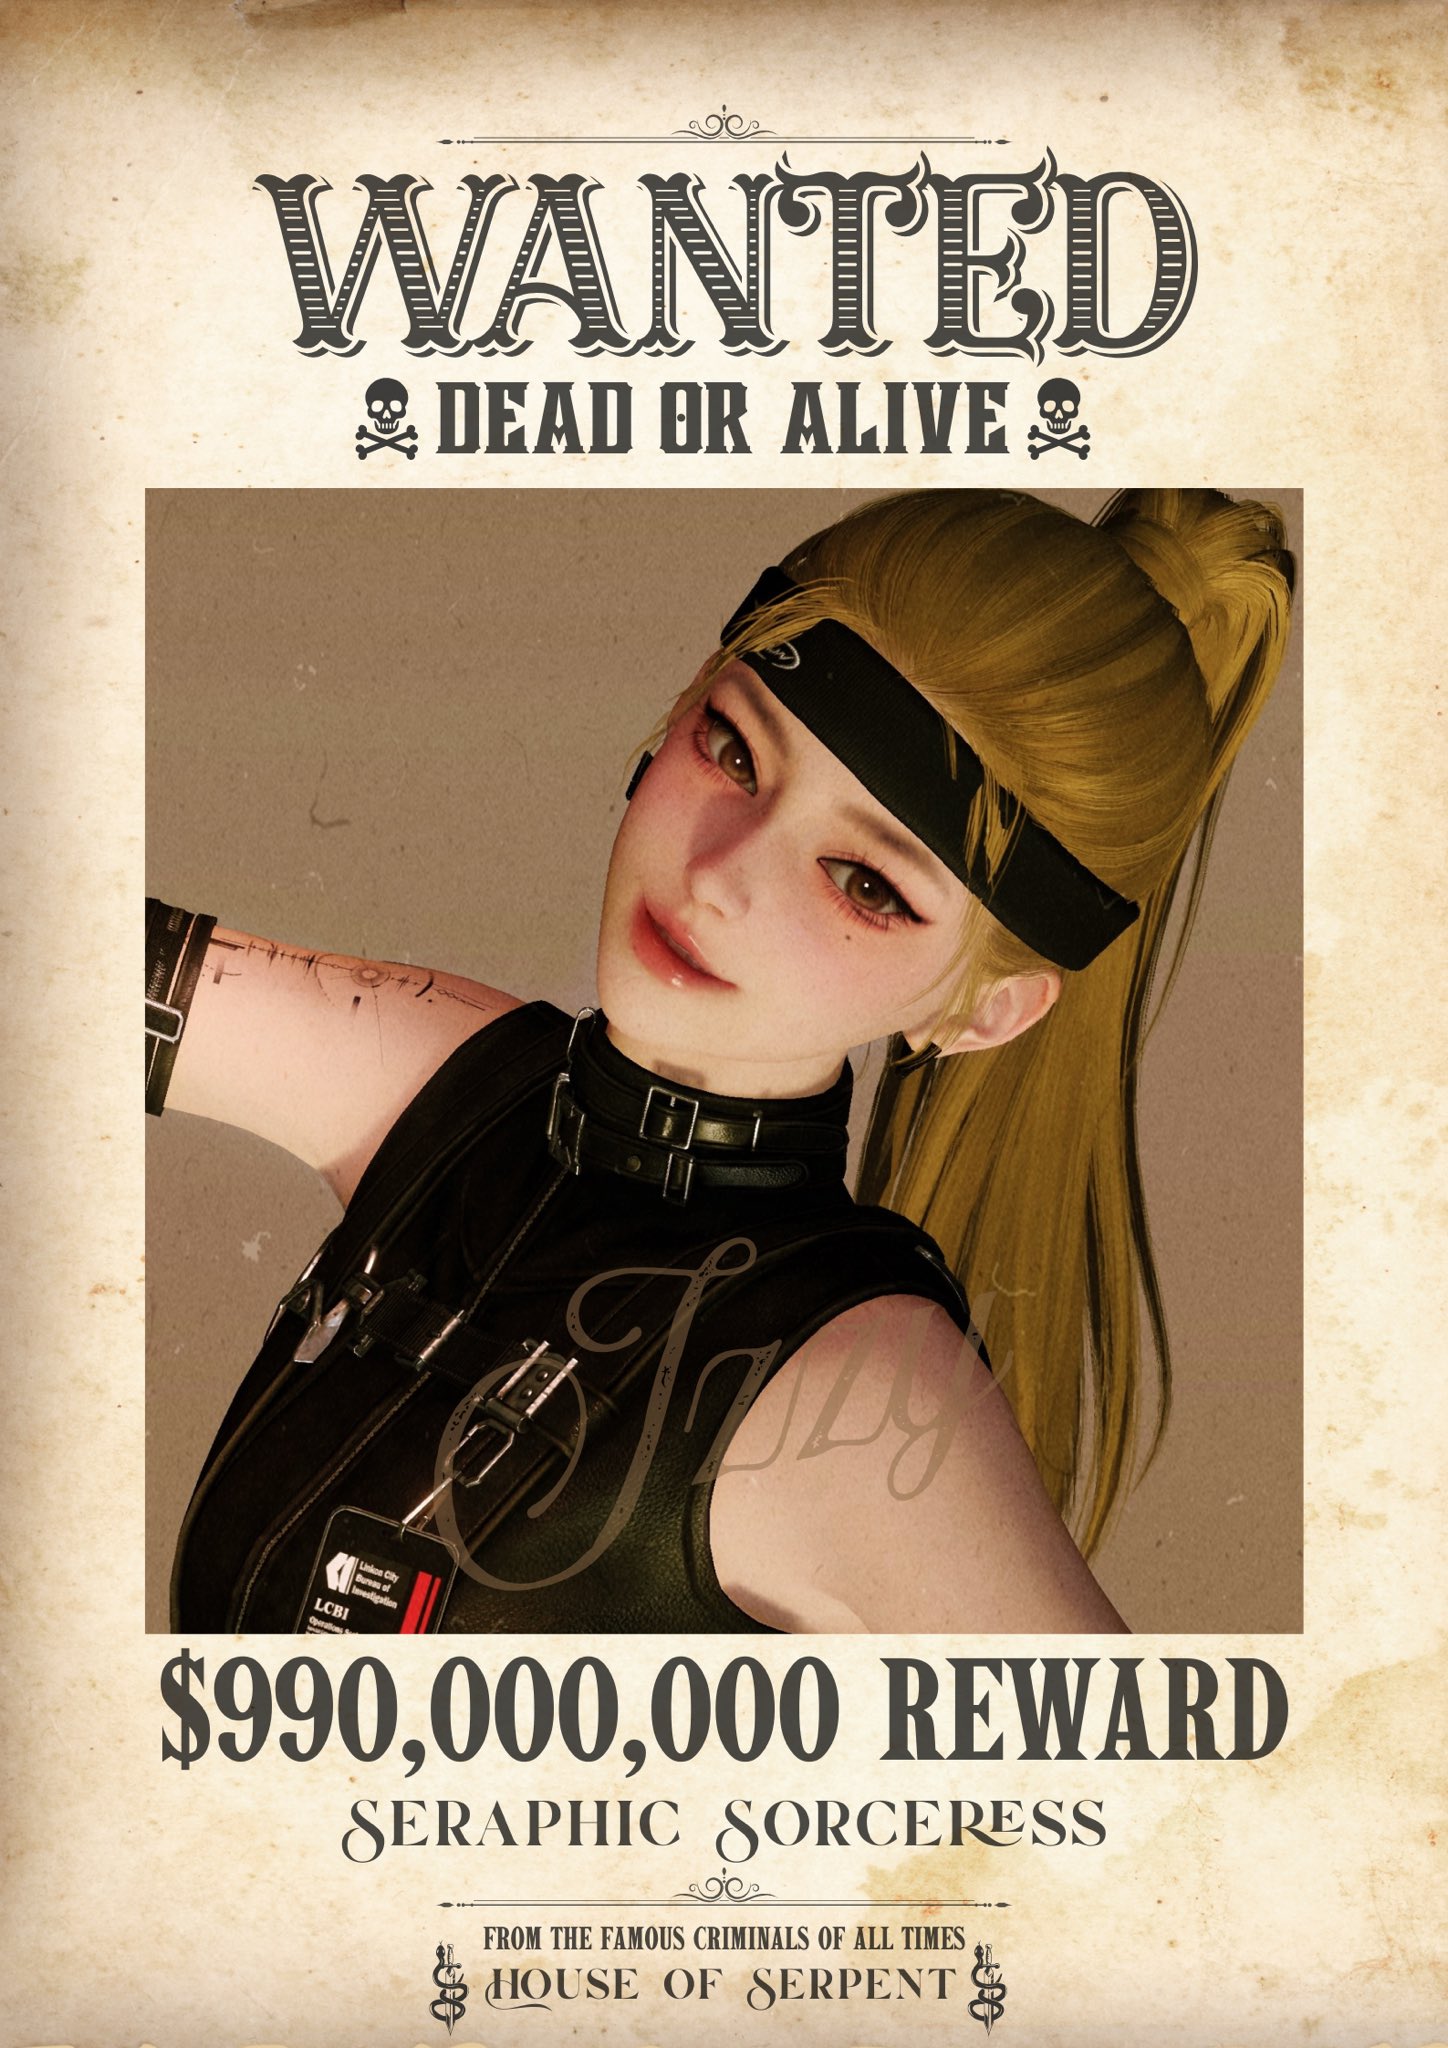 WANTED
DEAD OR ALIVE
Izzy
Linkon City
Bureau of
Investigation
LCBI
$990,000,000 REWARD
SERAPHIC SORCERESS
FROM THE FAMOUS CRIMINALS OF ALL TIMES
HOUSE OF SERPENT